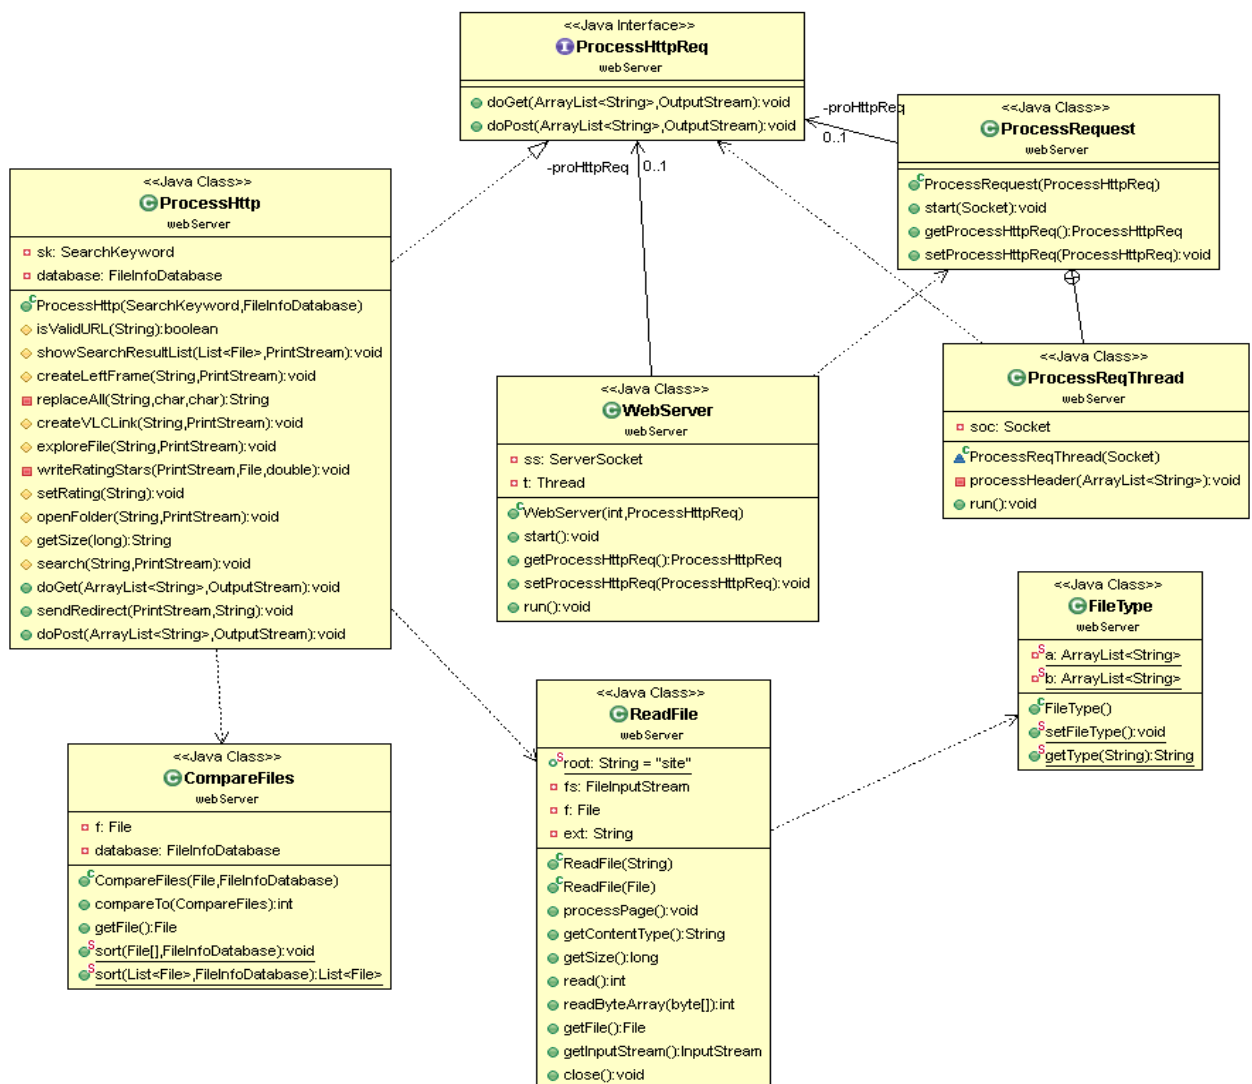 <<Java Interface>>
ProcessHttpReq
webServer
doGet(ArrayList<String>,OutputStream):void
doPost(ArrayList<String>,OutputStream):void
-proHttpReq
0..1
<<Java Class>>
ProcessRequest
webServer
ProcessRequest(ProcessHttpReq)
start(Socket):void
getProcessHttpReq():ProcessHttpReq
setProcessHttpReq(ProcessHttpReq):void
-proHttpReq
0..1
<<Java Class>>
ProcessHttp
webServer
sk: SearchKeyword
database: FileInfoDatabase
ProcessHttp(SearchKeyword,FileInfoDatabase)
isValidURL(String):boolean
showSearchResultList(List<File>,PrintStream):void
createLeftFrame(String,PrintStream):void
replaceAll(String,char,char):String
createVLCLink(String,PrintStream):void
exploreFile(String,PrintStream):void
writeRatingStars(PrintStream,File,double):void
setRating(String):void
openFolder(String,PrintStream):void
getSize(long):String
search(String,PrintStream):void
doGet(ArrayList<String>,OutputStream):void
sendRedirect(PrintStream,String):void
doPost(ArrayList<String>,OutputStream):void
<<Java Class>>
WebServer
webServer
ss: ServerSocket
t: Thread
WebServer(int,ProcessHttpReq)
start():void
getProcessHttpReq():ProcessHttpReq
setProcessHttpReq(ProcessHttpReq):void
run():void
<<Java Class>>
ProcessReqThread
webServer
soc: Socket
ProcessReqThread(Socket)
processHeader(ArrayList<String>):void
run():void
<<Java Class>>
FileType
webServer
a: ArrayList<String>
b: ArrayList<String>
FileType()
setFileType():void
getType(String):String
<<Java Class>>
CompareFiles
webServer
f: File
database: FileInfoDatabase
CompareFiles(File,FileInfoDatabase)
compareTo(CompareFiles):int
getFile():File
sort(File[],FileInfoDatabase):void
sort(List<File>,FileInfoDatabase):List<File>
<<Java Class>>
ReadFile
webServer
root: String = "site"
fs: FileInputStream
f: File
ext: String
ReadFile(String)
ReadFile(File)
processPage():void
getContentType():String
getSize():long
read():int
readByteArray(byte[]):int
getFile():File
getInputStream():InputStream
close():void